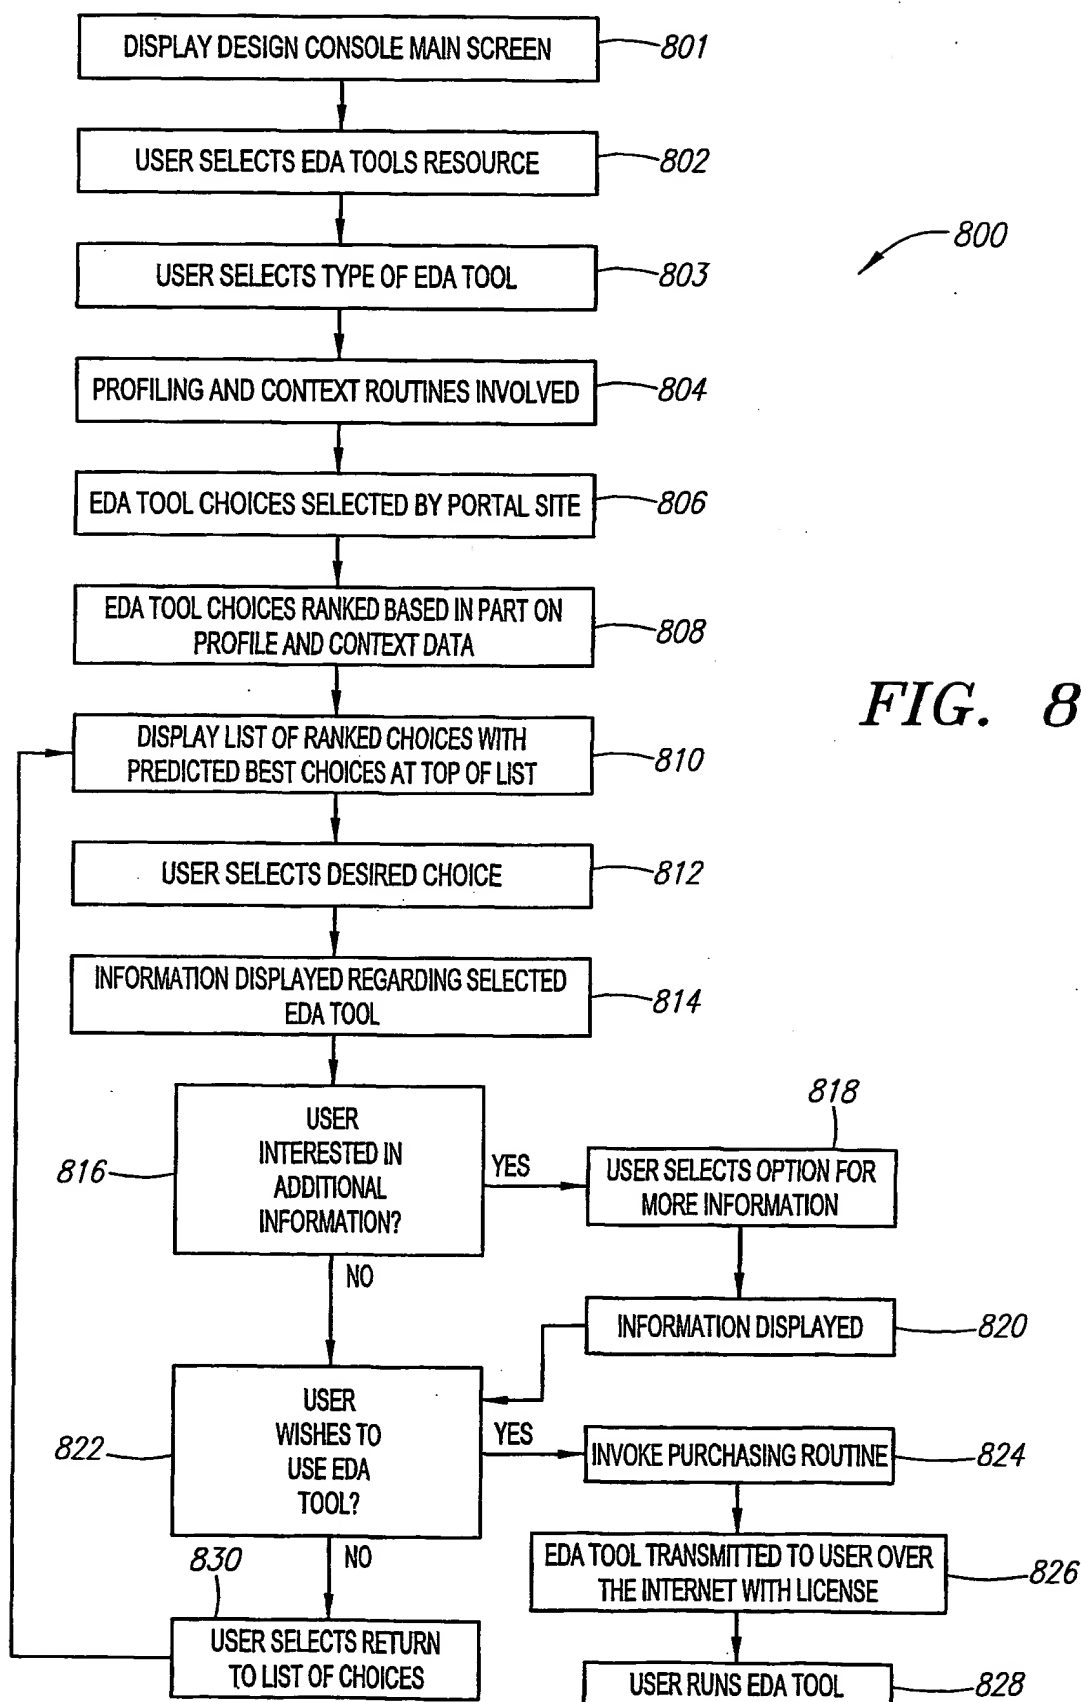 DISPLAY DESIGN CONSOLE MAIN SCREEN
801
USER SELECTS EDA TOOLS RESOURCE
802
800
USER SELECTS TYPE OF EDA TOOL
803
PROFILING AND CONTEXT ROUTINES INVOLVED
804
EDA TOOL CHOICES SELECTED BY PORTAL SITE
806
EDA TOOL CHOICES RANKED BASED IN PART ON
PROFILE AND CONTEXT DATA
808
FIG. 8
DISPLAY LIST OF RANKED CHOICES WITH
PREDICTED BEST CHOICES AT TOP OF LIST
810
USER SELECTS DESIRED CHOICE
812
INFORMATION DISPLAYED REGARDING SELECTED
EDA TOOL
814
USER
INTERESTED IN
ADDITIONAL
INFORMATION?
816
YES
NO
818
USER SELECTS OPTION FOR
MORE INFORMATION
INFORMATION DISPLAYED
820
USER
WISHES TO
USE EDA
TOOL?
822
YES
NO
INVOKE PURCHASING ROUTINE
824
EDA TOOL TRANSMITTED TO USER OVER
THE INTERNET WITH LICENSE
826
830
USER SELECTS RETURN
TO LIST OF CHOICES
USER RUNS EDA TOOL
828